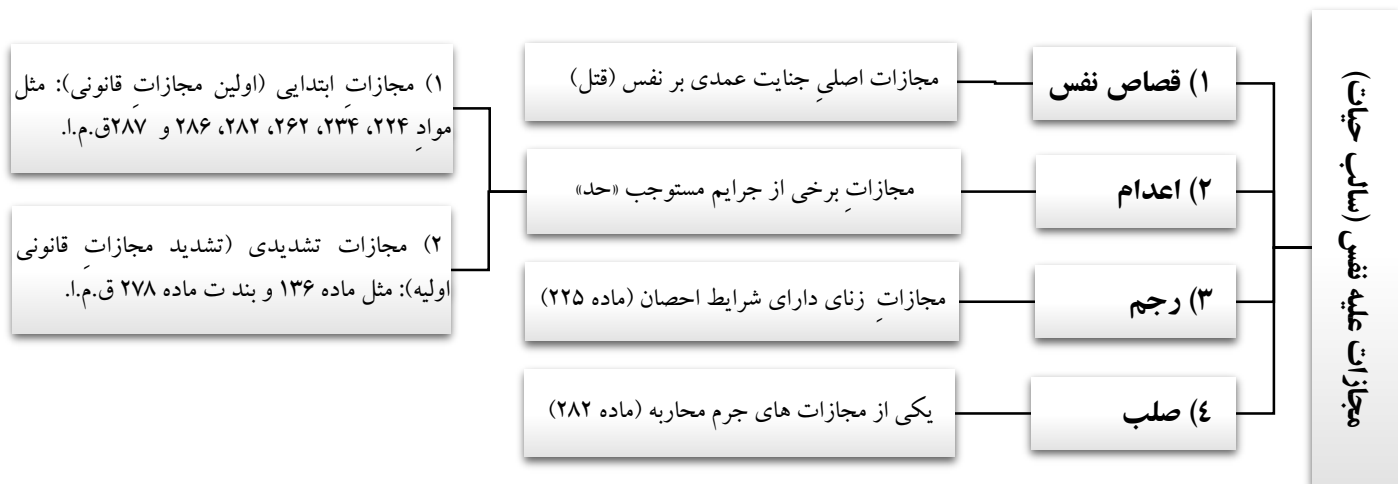 مجازات علیه نفس (سالب حیات)
۱) قصاص نفس
مجازات اصلیِ جنایت عمدی بر نفس (قتل)
۲) اعدام
مجازاتِ برخی از جرایم مستوجب «حد»
۱) مجازاتِ ابتدایی (اولین مجازاتِ قانونی): مثل
موادِ ۲۲۴، ۲۳۴، ۲۶۲، ۲۸۲، ۲۸۶ و ۲۸۷ق.م.ا.
۲) مجازات تشدیدی (تشدید مجازاتِ قانونی
اولیه): مثل ماده ۱۳۶ و بند ت ماده ۲۷۸ ق.م.ا.
۳) رجم
مجازاتِ زنای دارای شرایط احصان (ماده ۲۲۵)
٤) صلب
یکی از مجازات های جرم محاربه (ماده ۲۸۲)